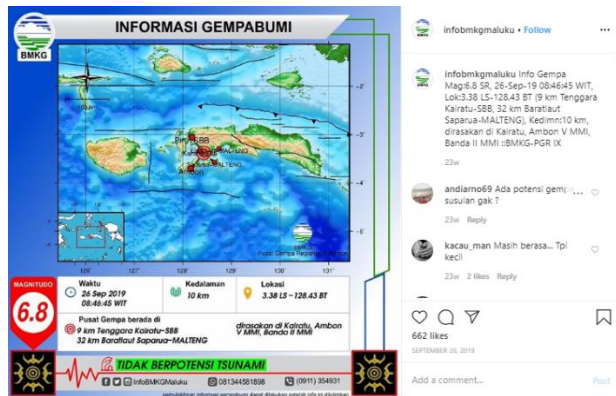 BMKG
INFORMASI GEMPABUMI
-2°
-3°
-4°
-5°
126°
127°
128°
129°
130°
131°
Ambon
BMKG
MAGNITUDO
6.8
Waktu
26 Sep 2019
08:46:45 WIT
Kedalaman
10 km
Lokasi
3.38 LS - 128.43 BT
Pusat Gempa berada di
9 km Tenggara Kairatu-SBB
32 km Baratlaut Saparua-MALTENG
dirasakan di Kairatu, Ambon
V MMI, Banda II MMI
TIDAK BERPOTENSI TSUNAMI
InfoBMKGMaluku
081344581898
(0911) 354931
infobmkgmaluku • Follow
infobmkgmaluku Info Gempa
Mag:6.8 SR, 26-Sep-19 08:46:45 WIT,
Lok:3.38 LS-128.43 BT (9 km Tenggara
Kairatu-SBB, 32 km Baratlaut
Saparua-MALTENG), Kedlmn:10 km,
dirasakan di Kairatu, Ambon V MMI,
Banda II MMI ::BMKG-PGR IX
23w
andiarno69 Ada potensi gempa
susulan gak ?
23w Reply
kacau_man Masih berasa... Tpi
kecil
23w 2 likes Reply
662 likes
SEPTEMBER 26, 2019
Add a comment...
Post